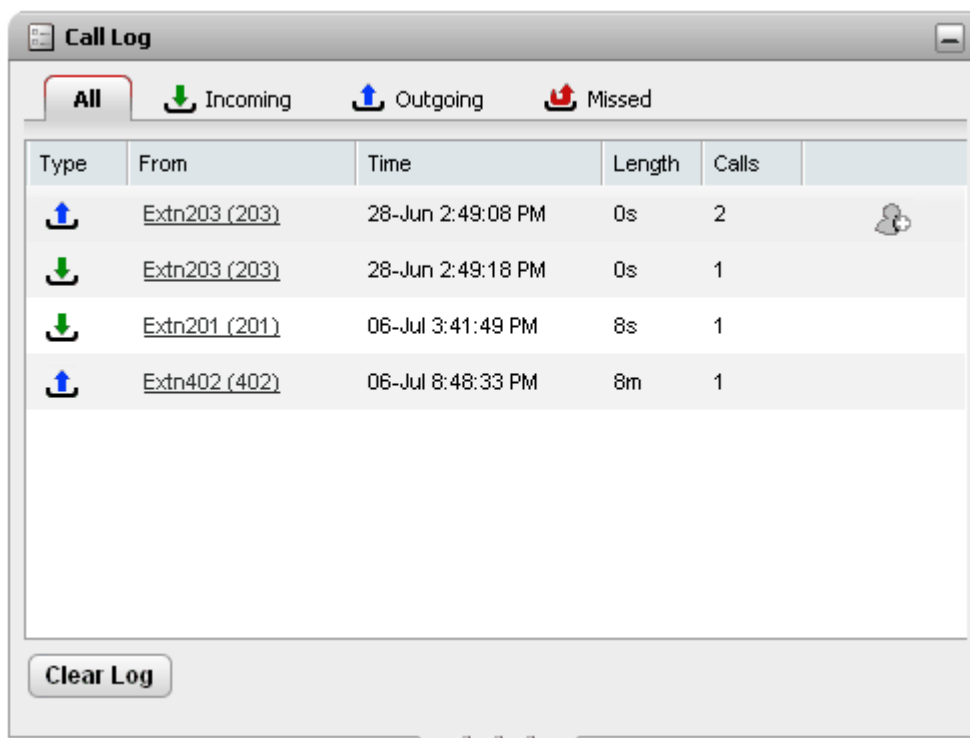 Call Log
All Incoming Outgoing Missed
Type From Time Length Calls
Extn203 (203) 28-Jun 2:49:08 PM 0s 2
Extn203 (203) 28-Jun 2:49:18 PM 0s 1
Extn201 (201) 06-Jul 3:41:49 PM 8s 1
Extn402 (402) 06-Jul 8:48:33 PM 8m 1
Clear Log